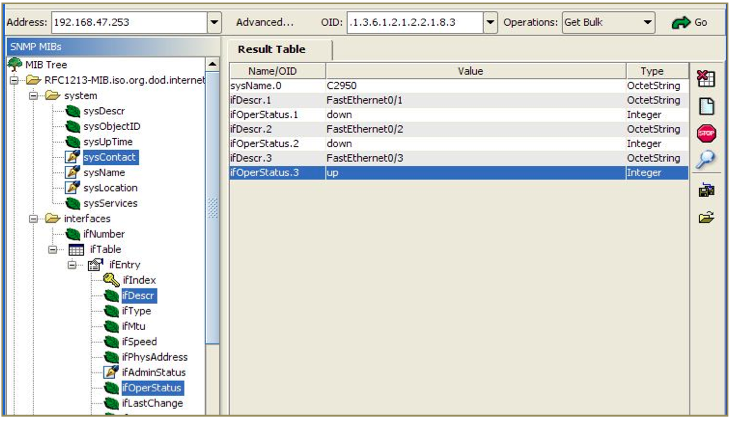 Address: 192.168.47.253 Advanced... OID: .1.3.6.1.2.1.2.2.1.8.3 Operations: Get Bulk Go
SNMP MIBs
MIB Tree
RFC1213-MIB.iso.org.dod.internet
system
sysDescr
sysObjectID
sysUpTime
sysContact
sysName
sysLocation
sysServices
interfaces
ifNumber
ifTable
ifEntry
ifIndex
ifDescr
ifType
ifMtu
ifSpeed
ifPhysAddress
ifAdminStatus
ifOperStatus
ifLastChange
Result Table
Name/OID Value Type
sysName.0 C2950 OctetString
ifDescr.1 FastEthernet0/1 OctetString
ifOperStatus.1 down Integer
ifDescr.2 FastEthernet0/2 OctetString
ifOperStatus.2 down Integer
ifDescr.3 FastEthernet0/3 OctetString
ifOperStatus.3 up Integer
STOP